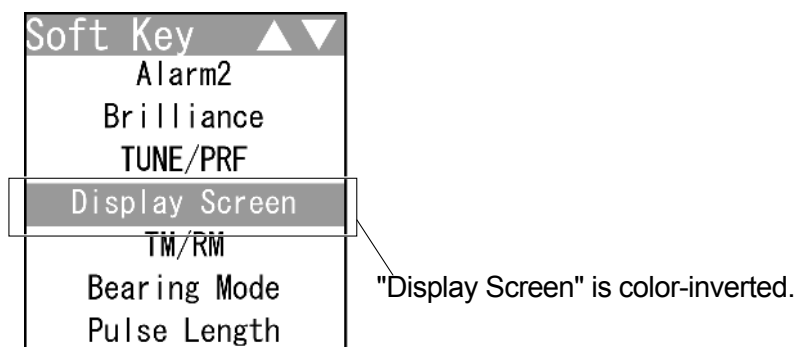 Soft Key ▲▼
Alarm2
Brilliance
TUNE/PRF
Display Screen
TM/RM
Bearing Mode
"Display Screen" is color-inverted.
Pulse Length